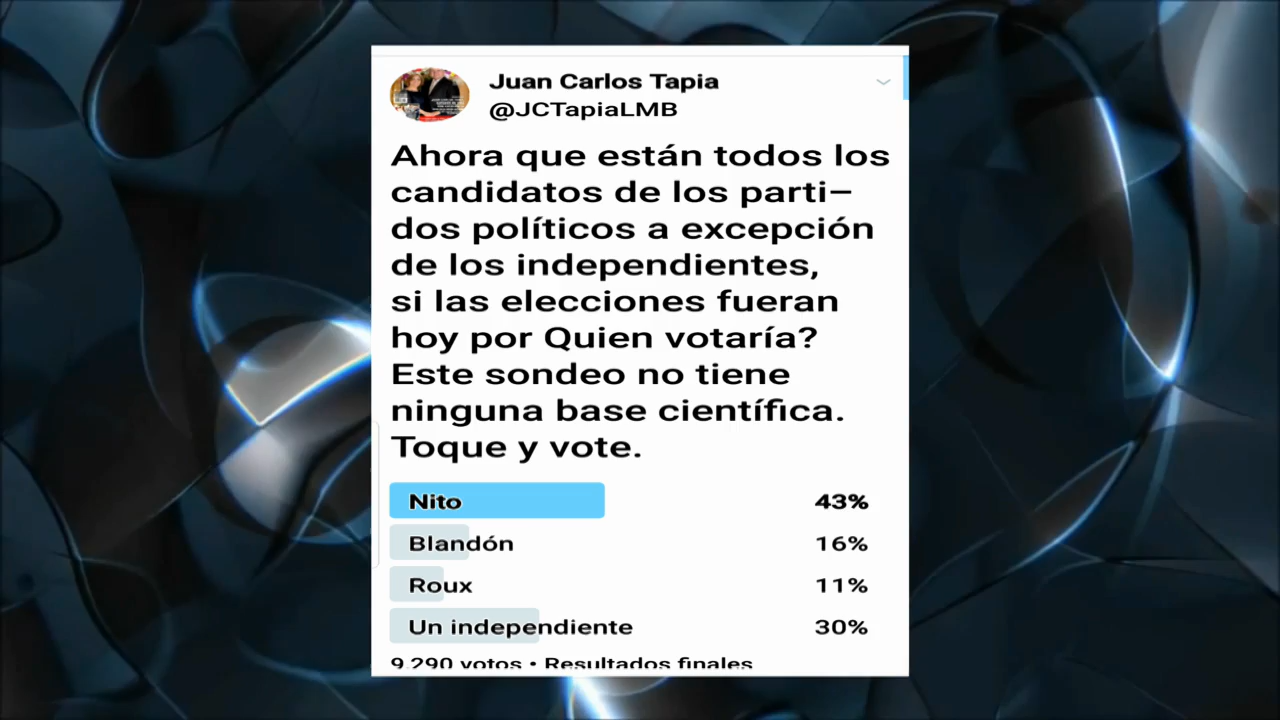 Juan Carlos Tapia
@JCTapiaLMB
Ahora que están todos los
candidatos de los parti–
dos políticos a excepción
de los independientes,
si las elecciones fueran
hoy por Quien votaría?
Este sondeo no tiene
ninguna base científica.
Toque y vote.
Nito 43%
Blandón 16%
Roux 11%
Un independiente 30%
9.290 votos • Resultados finales